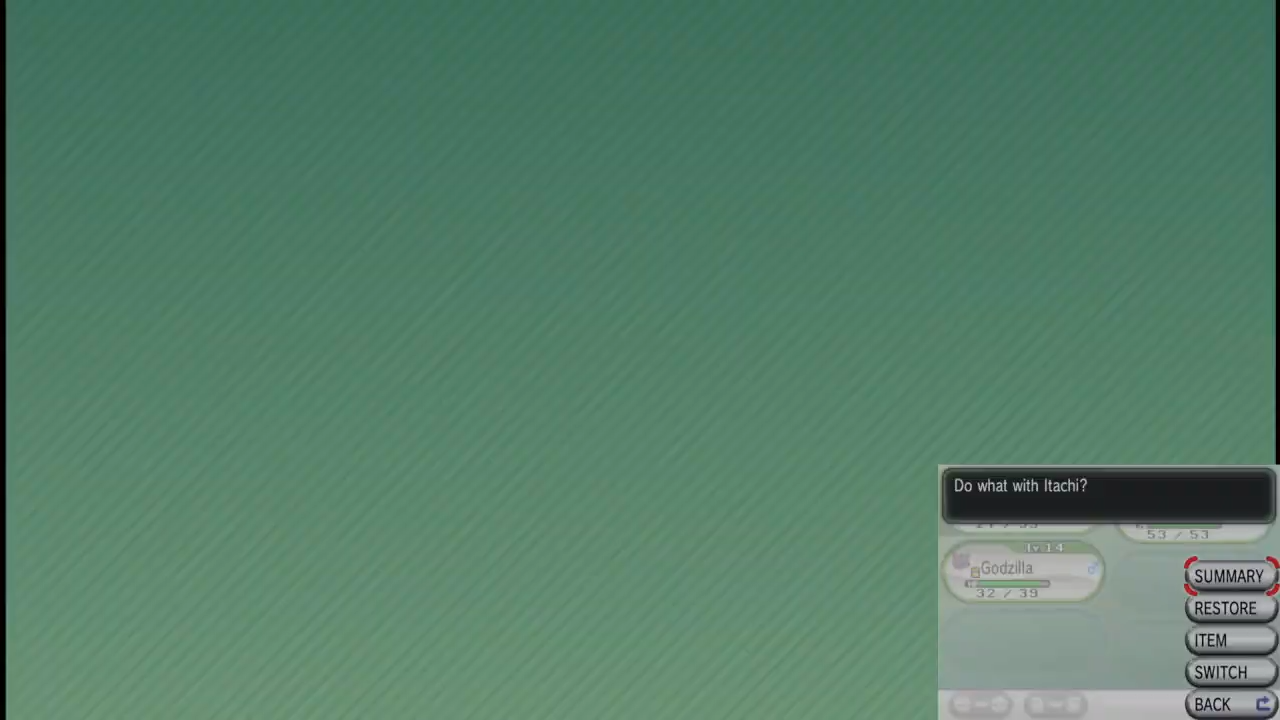 Do what with Itachi?
53 / 53
Lv.14
Godzilla
32 / 39
SUMMARY
RESTORE
ITEM
SWITCH
BACK